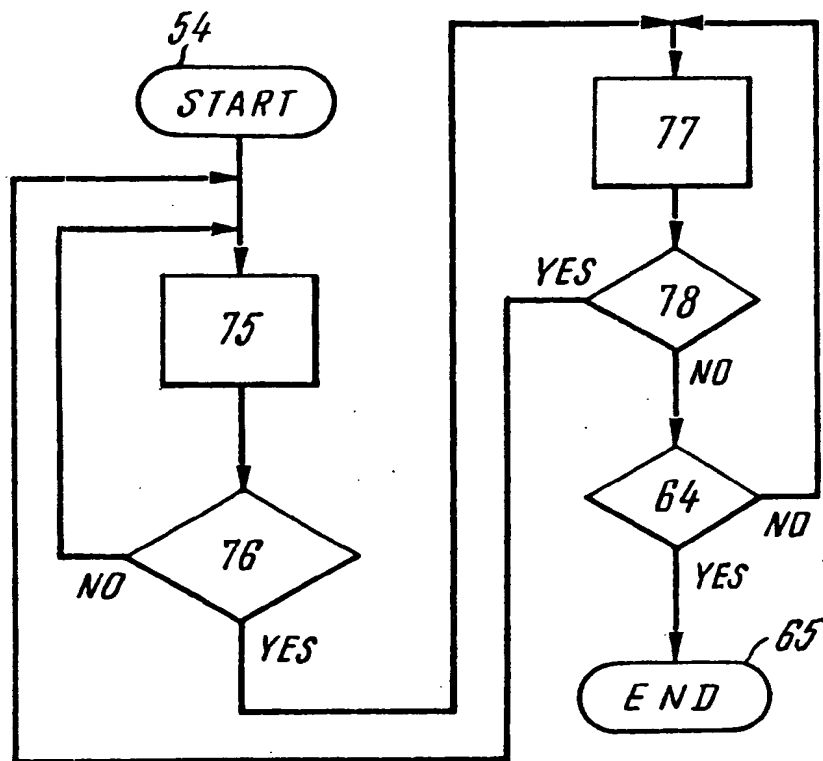 54
START
75
76
NO
YES
77
YES
78
NO
64
NO
YES
65
END